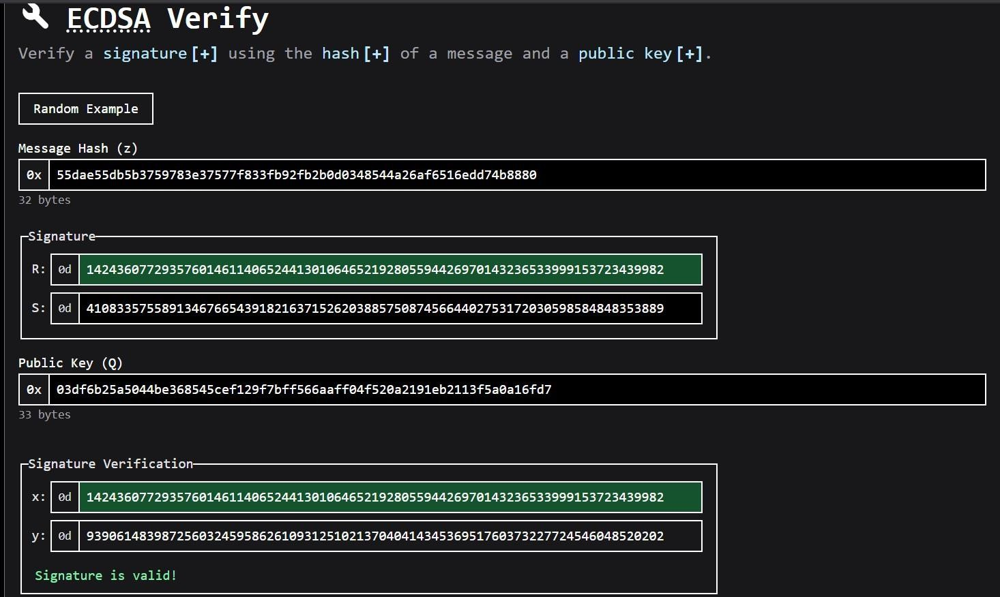 ECDSA Verify
Verify a signature[+] using the hash[+] of a message and a public key[+].
Random Example
Message Hash (z)
0x 55dae55db5b3759783e37577f833fb92fb2b0d0348544a26af6516edd74b8880
32 bytes
Signature
R: 0d 14243607729357601461140652441301064652192805594426970143236533999153723439982
S: 0d 41083357558913467665439182163715262038857508745664402753172030598584848353889
Public Key (Q)
0x 03df6b25a5044be368545cef129f7bff566aaff04f520a2191eb2113f5a0a16fd7
33 bytes
Signature Verification
x: 0d 14243607729357601461140652441301064652192805594426970143236533999153723439982
y: 0d 93906148398725603245958626109312510213704041434536951760373227724546048520202
Signature is valid!